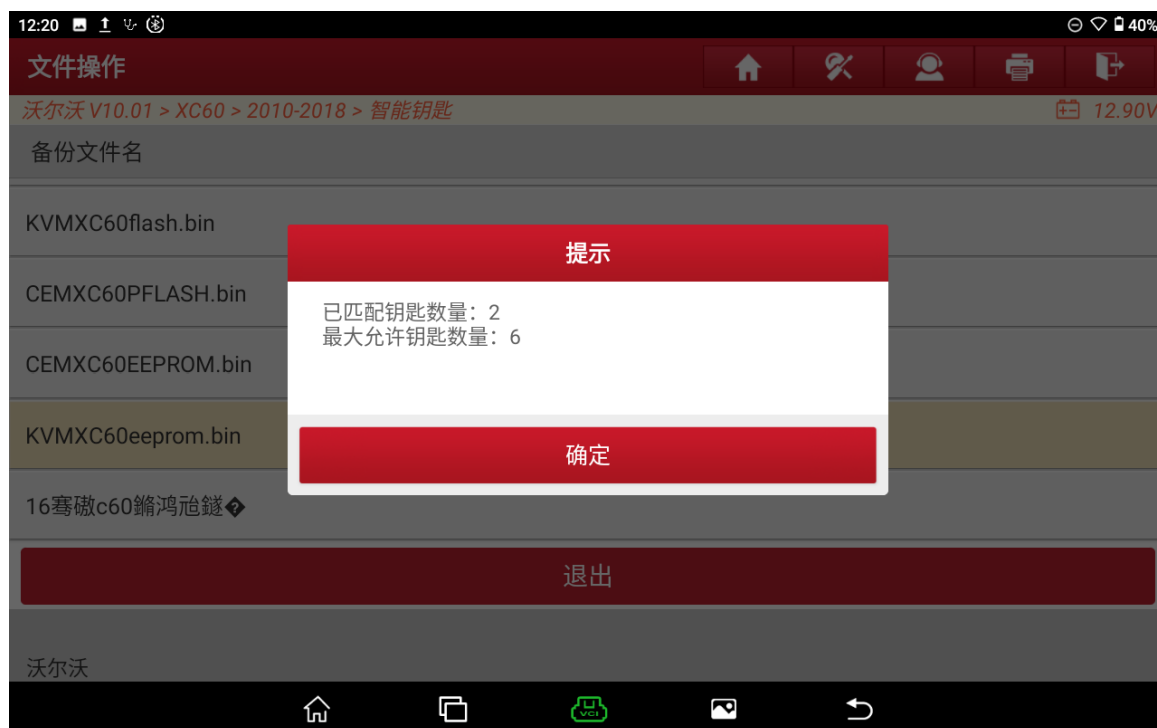 12:20
40%
文件操作
沃尔沃 V10.01 > XC60 > 2010-2018 > 智能钥匙
12.90V
备份文件名
KVMXC60flash.bin
提示
CEMXC60PFLASH.bin
已匹配钥匙数量：2
最大允许钥匙数量：6
CEMXC60EEPROM.bin
KVMXC60eeprom.bin
确定
16骞磝c60鏅鸿兘鐩�
退出
沃尔沃
VCI